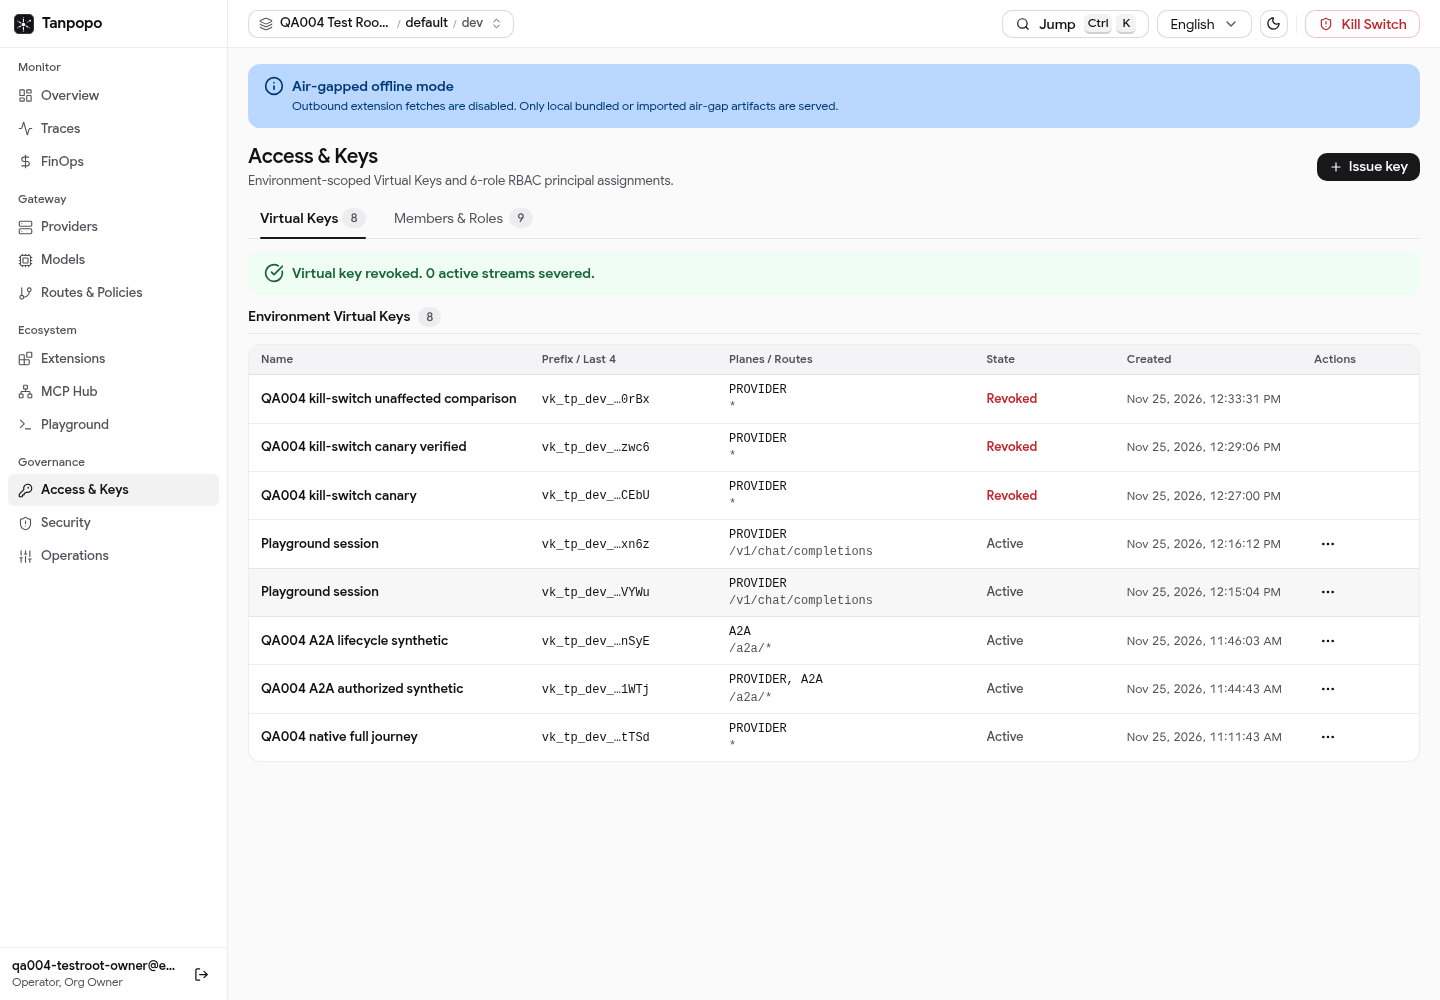 Tanpopo
QA004 Test Roo... / default / dev
Jump Ctrl K
English
Kill Switch
Monitor
Overview
Traces
FinOps
Gateway
Providers
Models
Routes & Policies
Ecosystem
Extensions
MCP Hub
Playground
Governance
Access & Keys
Security
Operations
qa004-testroot-owner@e...
Operator, Org Owner
Air-gapped offline mode
Outbound extension fetches are disabled. Only local bundled or imported air-gap artifacts are served.
Access & Keys
Environment-scoped Virtual Keys and 6-role RBAC principal assignments.
+ Issue key
Virtual Keys 8
Members & Roles 9
Virtual key revoked. 0 active streams severed.
Environment Virtual Keys 8
Name Prefix / Last 4 Planes / Routes State Created Actions
QA004 kill-switch unaffected comparison vk_tp_dev_…0rBx PROVIDER Revoked Nov 25, 2026, 12:33:31 PM
*
QA004 kill-switch canary verified vk_tp_dev_…zwc6 PROVIDER Revoked Nov 25, 2026, 12:29:06 PM
*
QA004 kill-switch canary vk_tp_dev_…CEbU PROVIDER Revoked Nov 25, 2026, 12:27:00 PM
*
Playground session vk_tp_dev_…xn6z PROVIDER Active Nov 25, 2026, 12:16:12 PM ...
/v1/chat/completions
Playground session vk_tp_dev_…VYWu PROVIDER Active Nov 25, 2026, 12:15:04 PM ...
/v1/chat/completions
QA004 A2A lifecycle synthetic vk_tp_dev_…nSyE A2A Active Nov 25, 2026, 11:46:03 AM ...
/a2a/*
QA004 A2A authorized synthetic vk_tp_dev_…1WTj PROVIDER, A2A Active Nov 25, 2026, 11:44:43 AM ...
/a2a/*
QA004 native full journey vk_tp_dev_…tTSd PROVIDER Active Nov 25, 2026, 11:11:43 AM ...
*